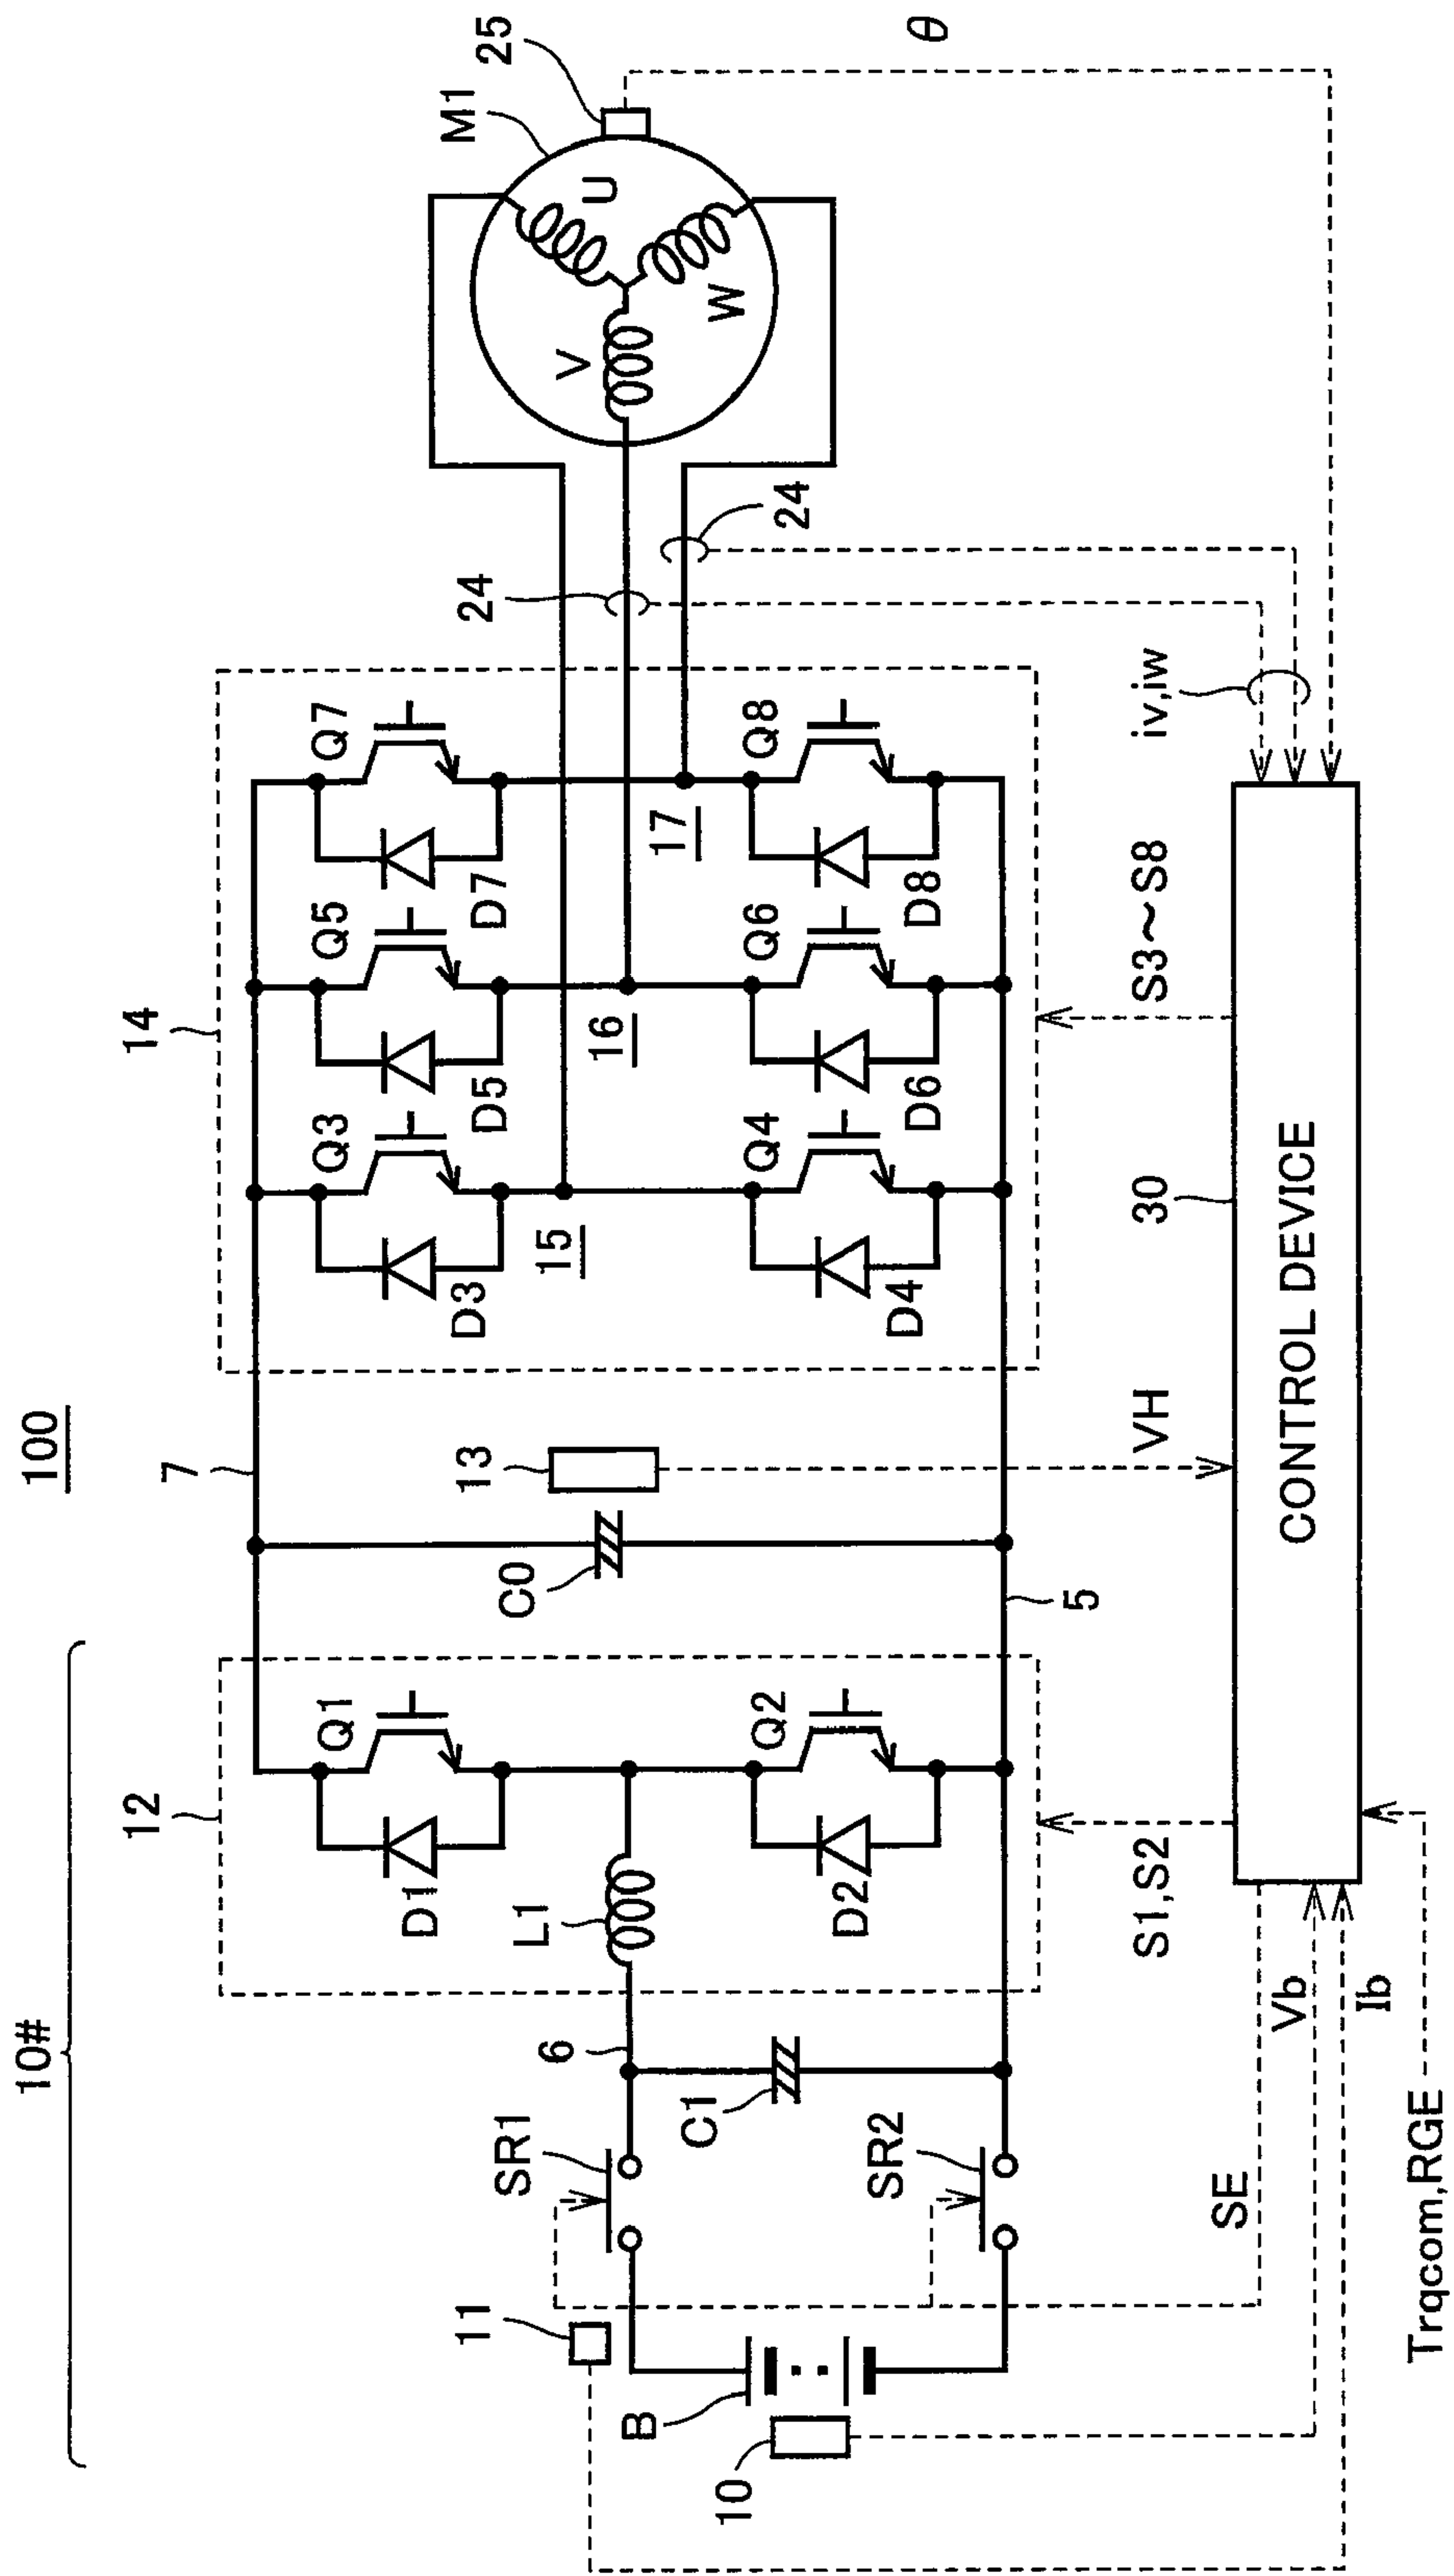 100
10#
12
14
7
Q1
D1
Q3
D3
Q5
D5
Q7
D7
M1
25
U
V
W
24
24
θ
11
SR1
6
L1
C0
13
15
16
17
B
10
C1
SR2
Q2
D2
5
Q4
D4
Q6
D6
Q8
D8
SE
S1,S2
VH
30
S3~S8
iv,iw
Vb
Ib
CONTROL DEVICE
Trqcom,RGE